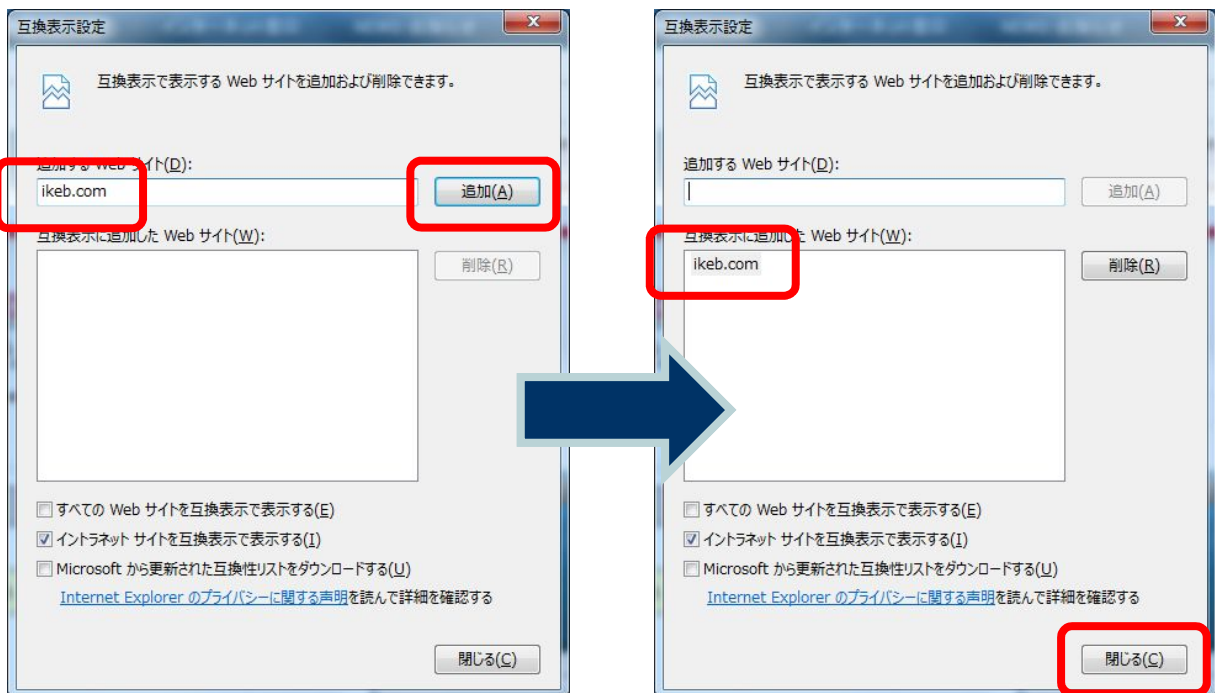 互換表示設定
互換表示で表示する Web サイトを追加および削除できます。
追加する Web サイト(D):
ikeb.com
追加(A)
互換表示に追加した Web サイト(W):
削除(R)
すべての Web サイトを互換表示で表示する(E)
イントラネット サイトを互換表示で表示する(I)
Microsoft から更新された互換性リストをダウンロードする(U)
Internet Explorer のプライバシーに関する声明を読んで詳細を確認する
閉じる(C)
互換表示設定
互換表示で表示する Web サイトを追加および削除できます。
追加する Web サイト(D):
追加(A)
互換表示に追加した Web サイト(W):
ikeb.com
削除(R)
すべての Web サイトを互換表示で表示する(E)
イントラネット サイトを互換表示で表示する(I)
Microsoft から更新された互換性リストをダウンロードする(U)
Internet Explorer のプライバシーに関する声明を読んで詳細を確認する
閉じる(C)